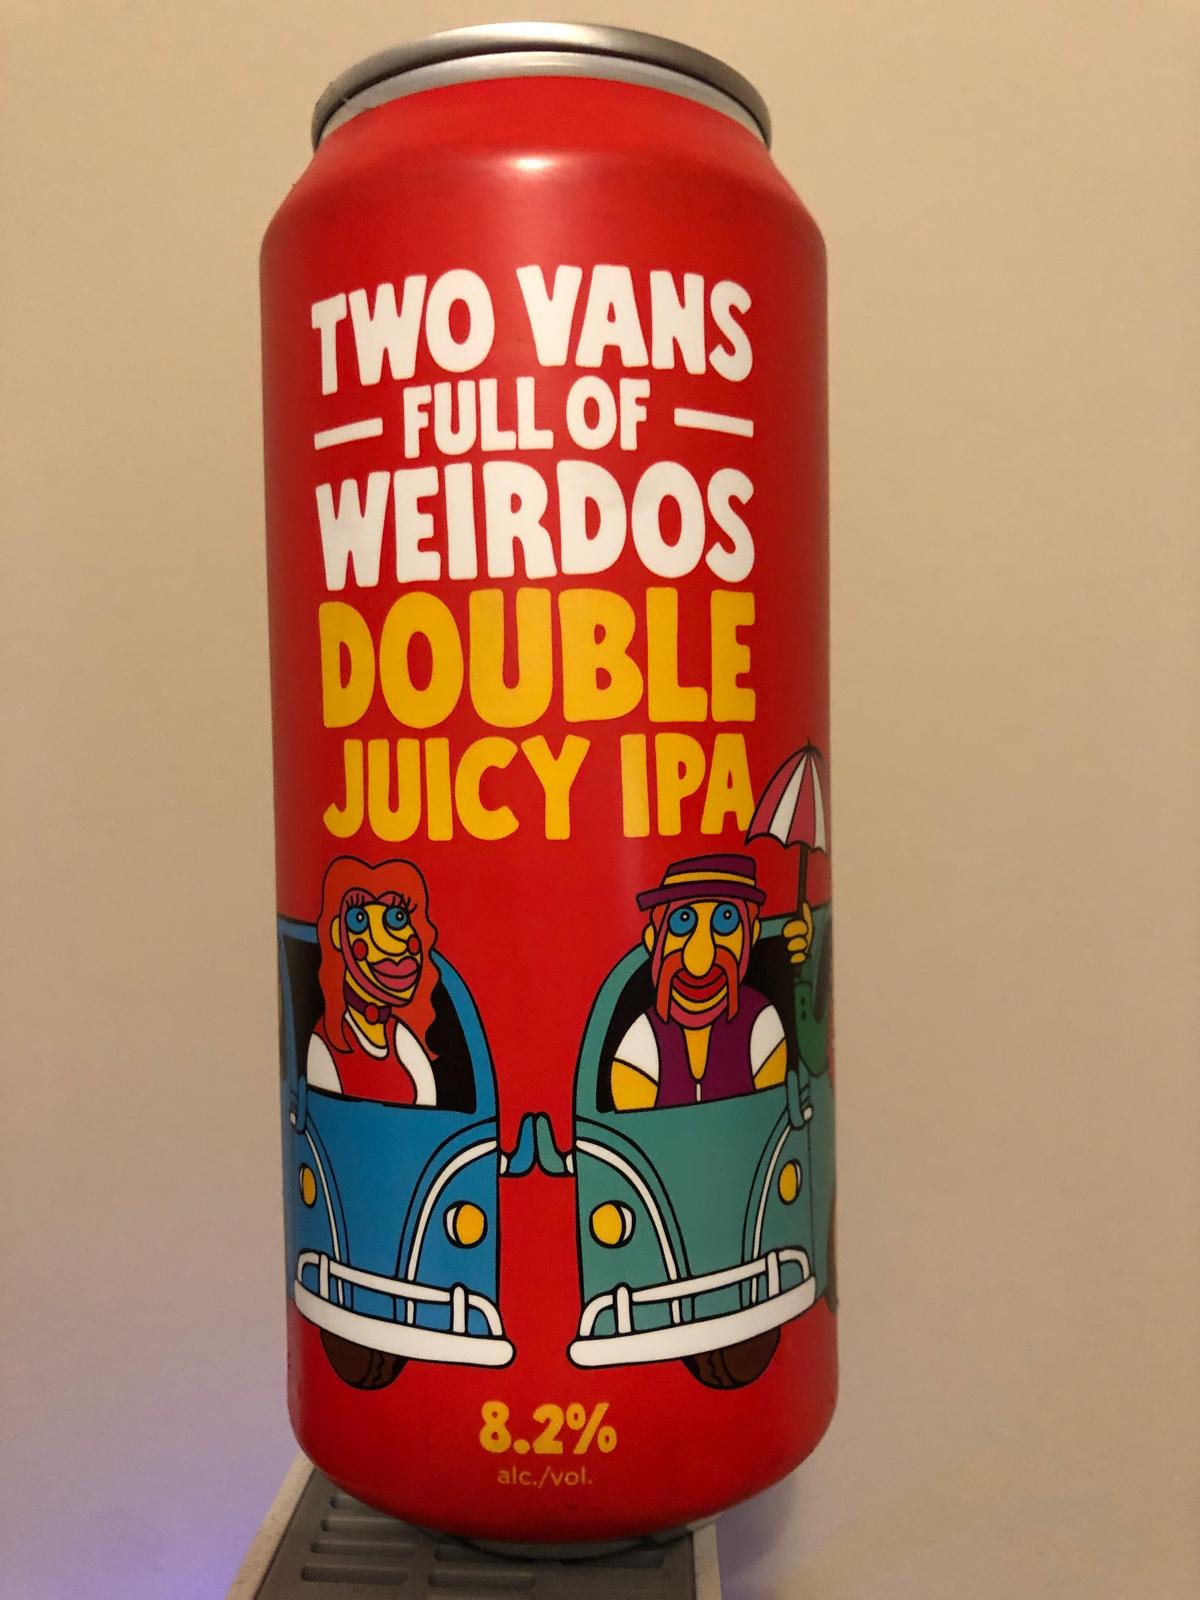 TWO VANS
FULL OF
WEIRDOS
DOUBLE
JUICY IPA
8.2%
alc./vol.